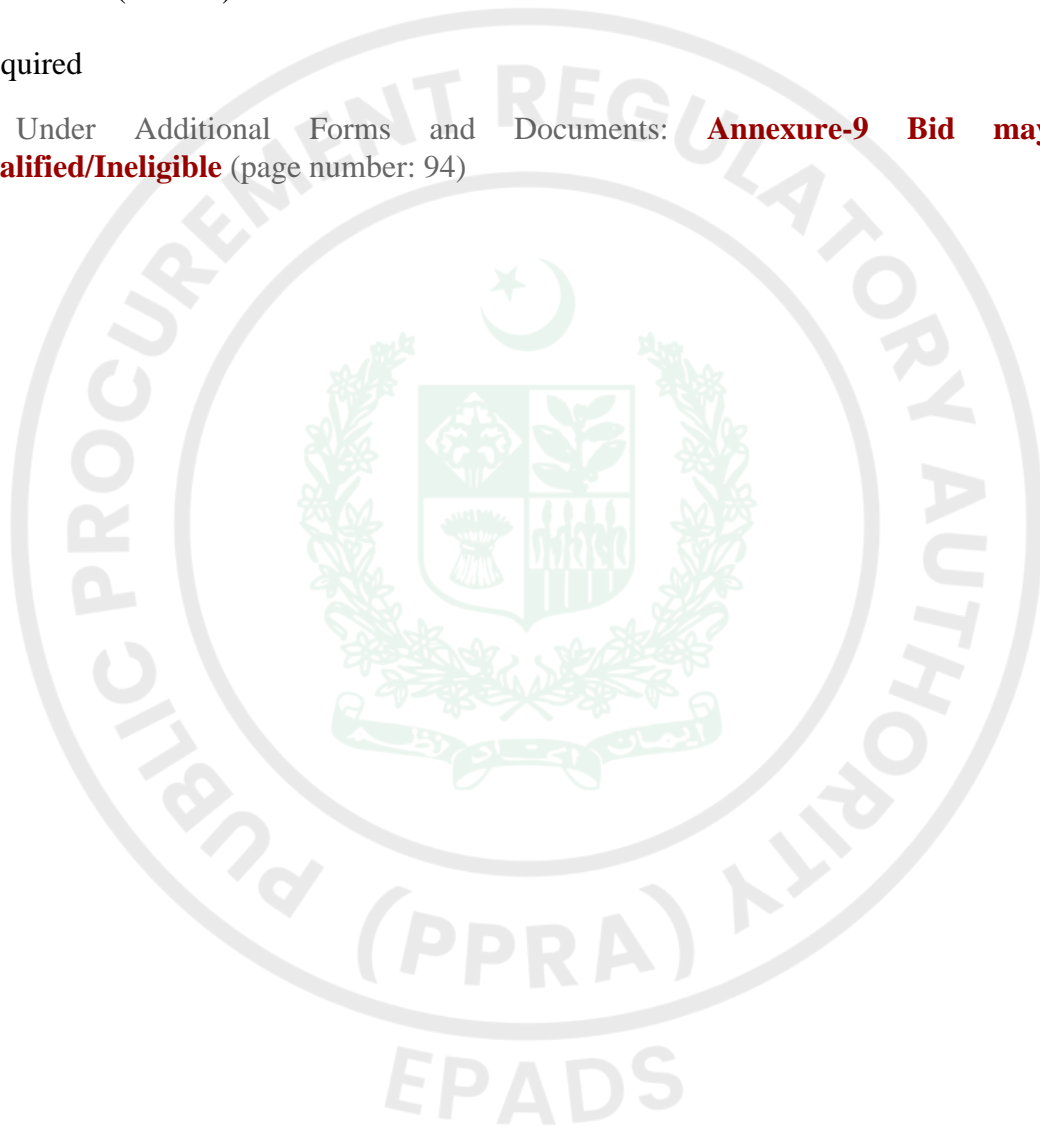 quired
Under Additional Forms and Documents: Annexure-9 Bid may
alified/Ineligible (page number: 94)
PUBLIC PROCUREMENT REGULATORY AUTHORITY
(PPRA)
EPADS